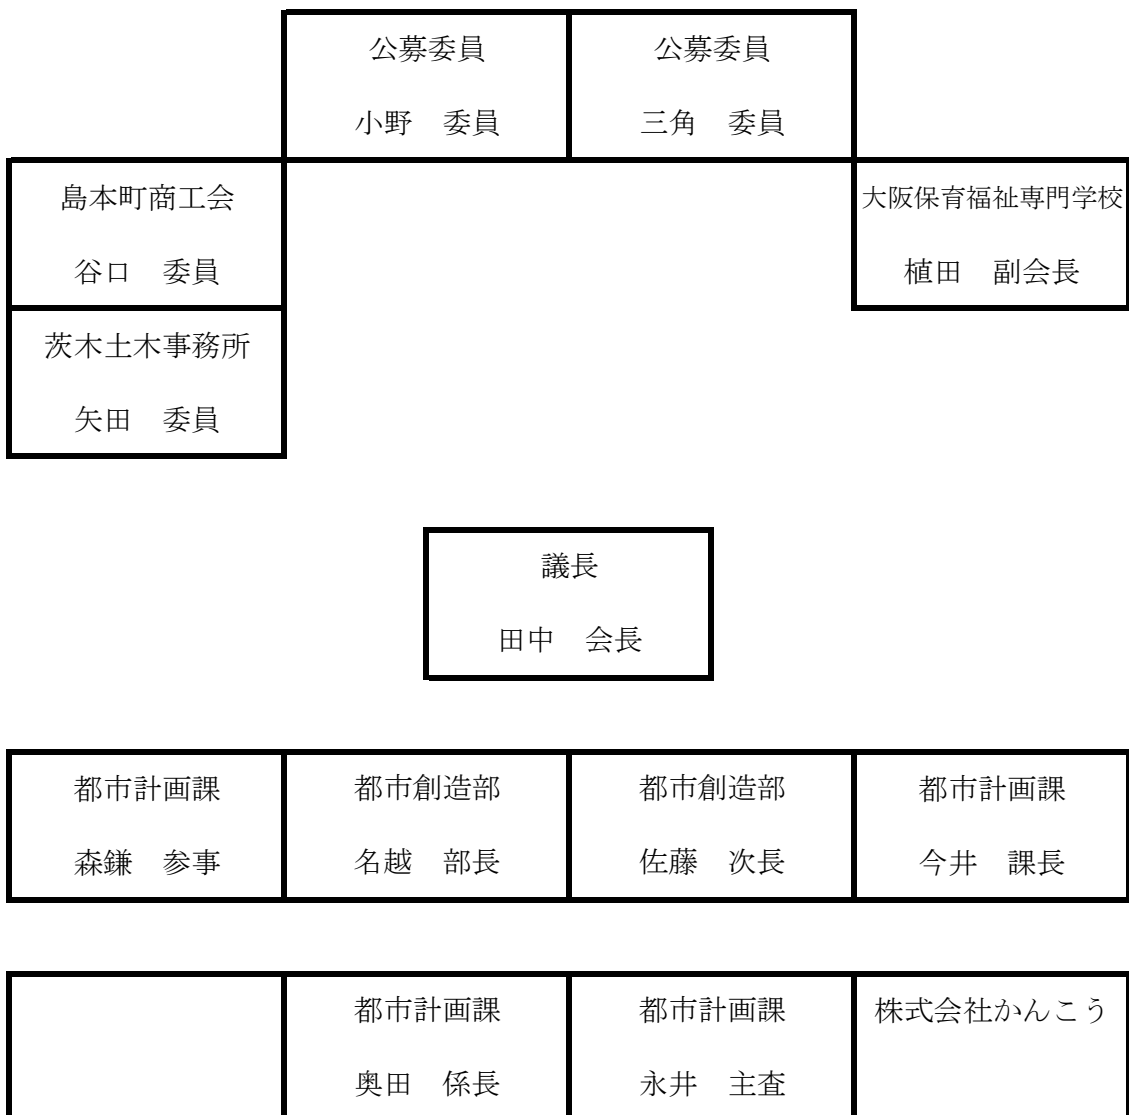 公募委員
小野　委員
公募委員
三角　委員
島本町商工会
谷口　委員
大阪保育福祉専門学校
植田　副会長
茨木土木事務所
矢田　委員
議長
田中　会長
都市計画課
森鎌　参事
都市創造部
名越　部長
都市創造部
佐藤　次長
都市計画課
今井　課長
都市計画課
奥田　係長
都市計画課
永井　主査
株式会社かんこう